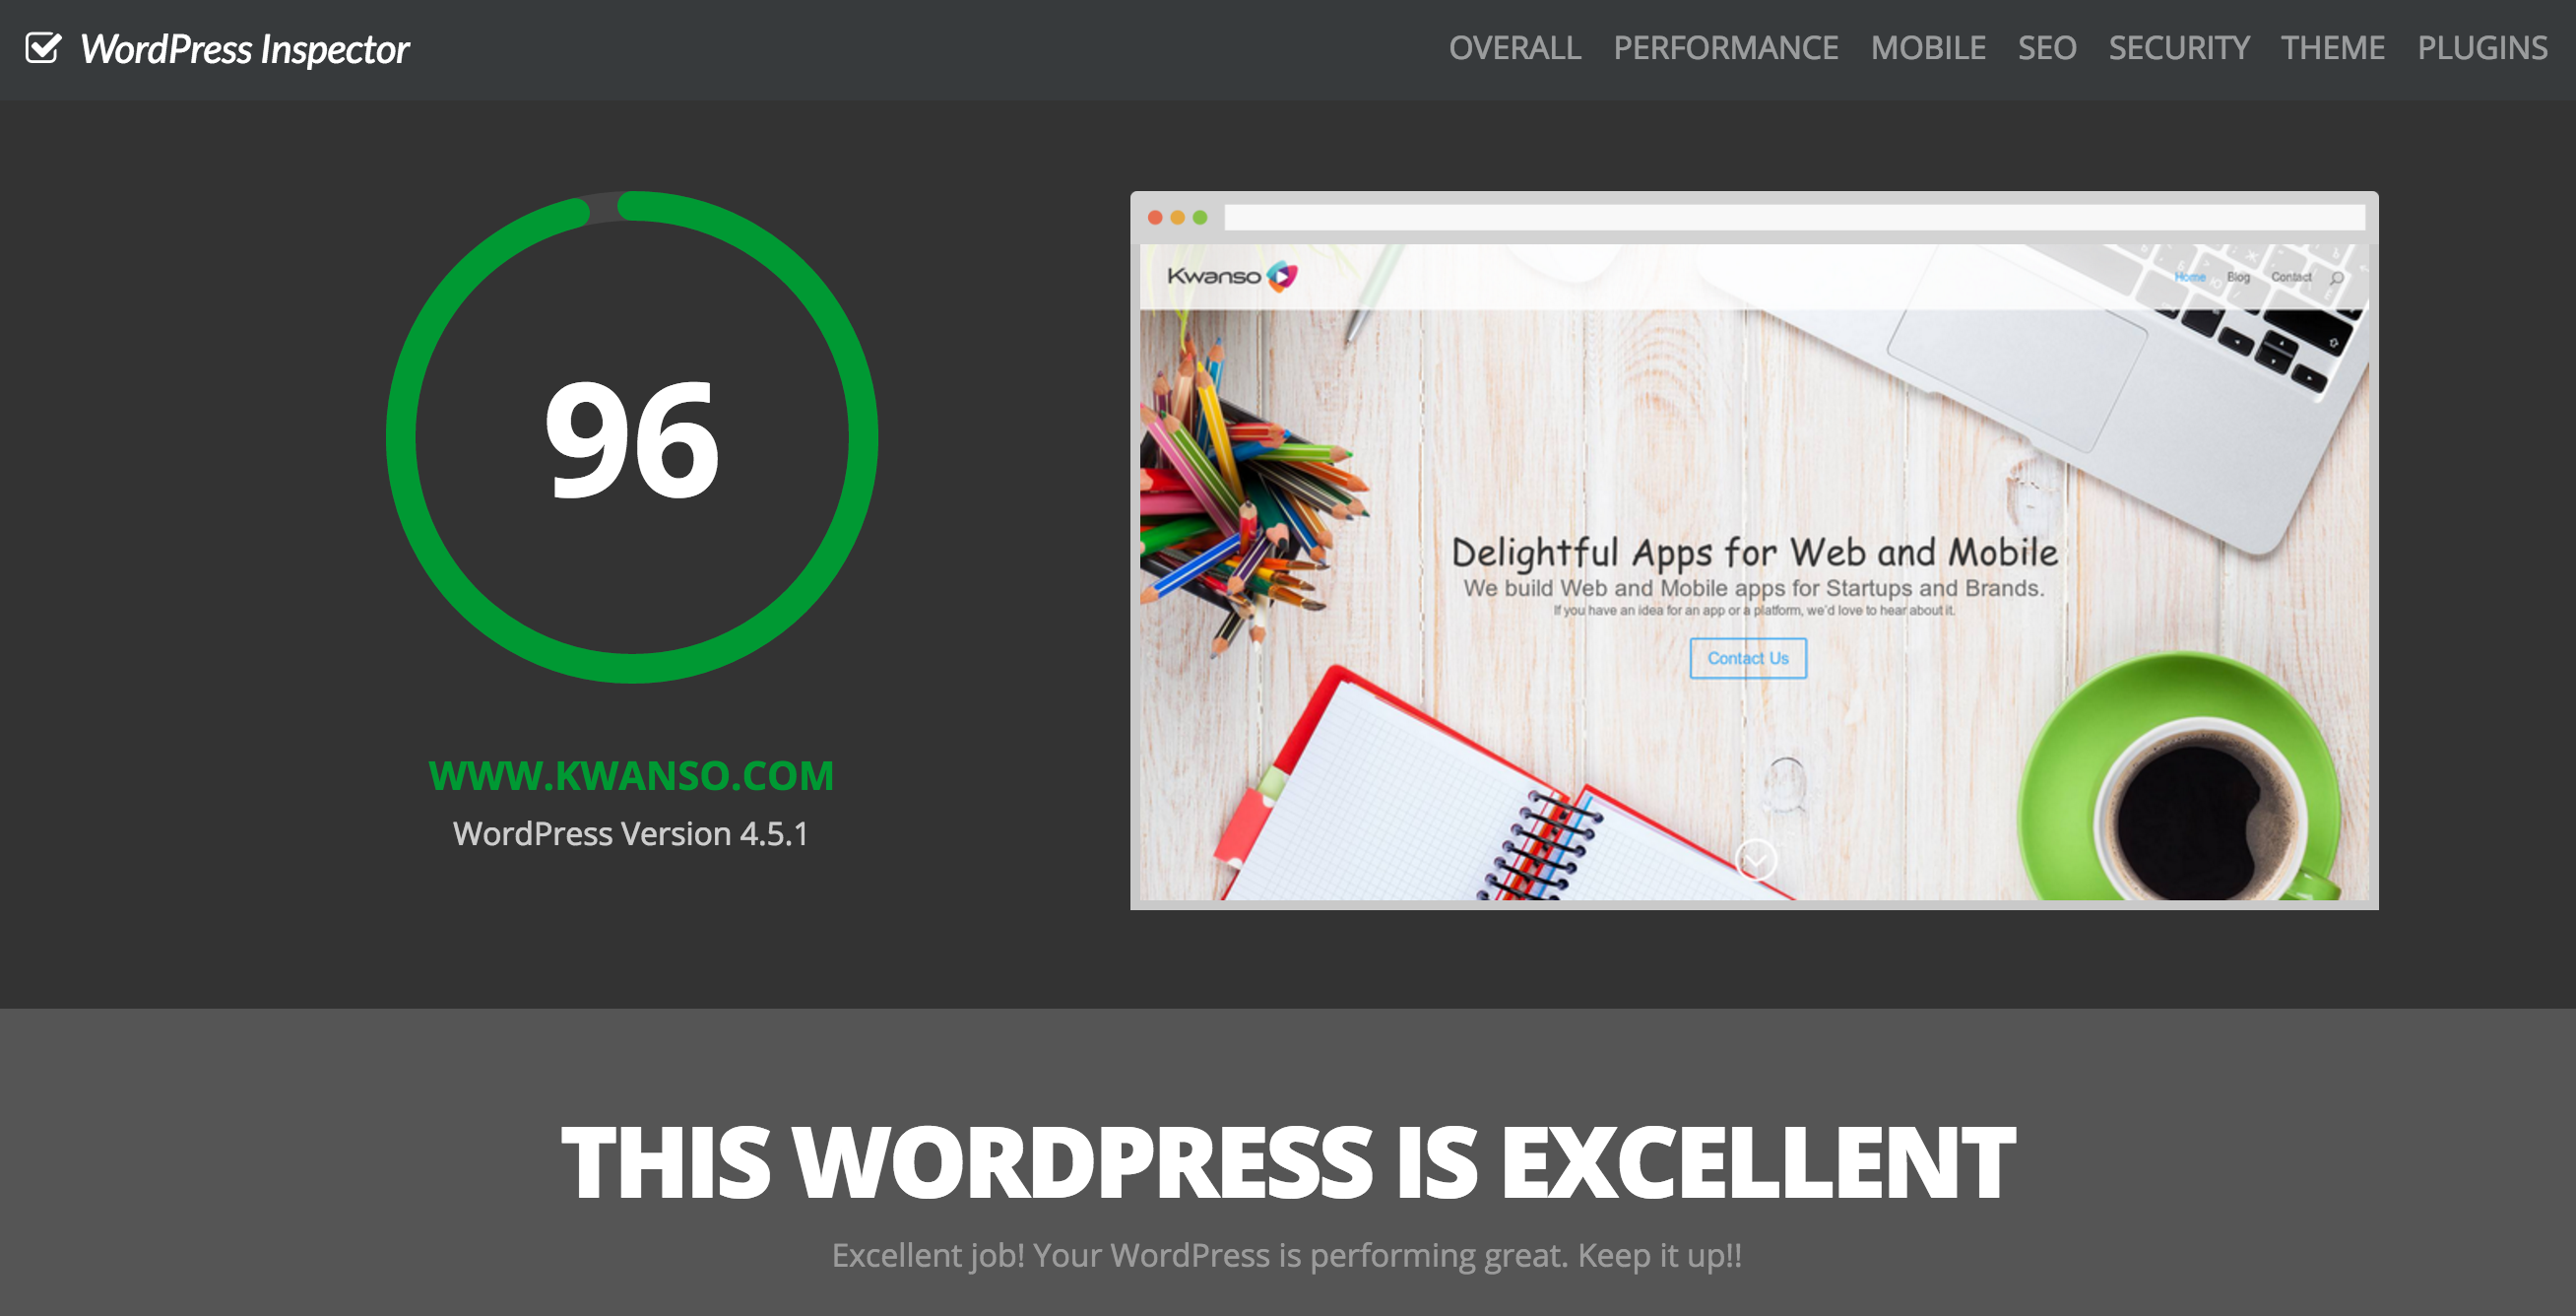 WordPress Inspector
OVERALL PERFORMANCE MOBILE SEO SECURITY THEME PLUGINS
96
WWW.KWANSO.COM
WordPress Version 4.5.1
Kwanso
Home Blog Contact
Delightful Apps for Web and Mobile
We build Web and Mobile apps for Startups and Brands.
If you have an idea for an app or a platform, we'd love to hear about it.
Contact Us
THIS WORDPRESS IS EXCELLENT
Excellent job! Your WordPress is performing great. Keep it up!!